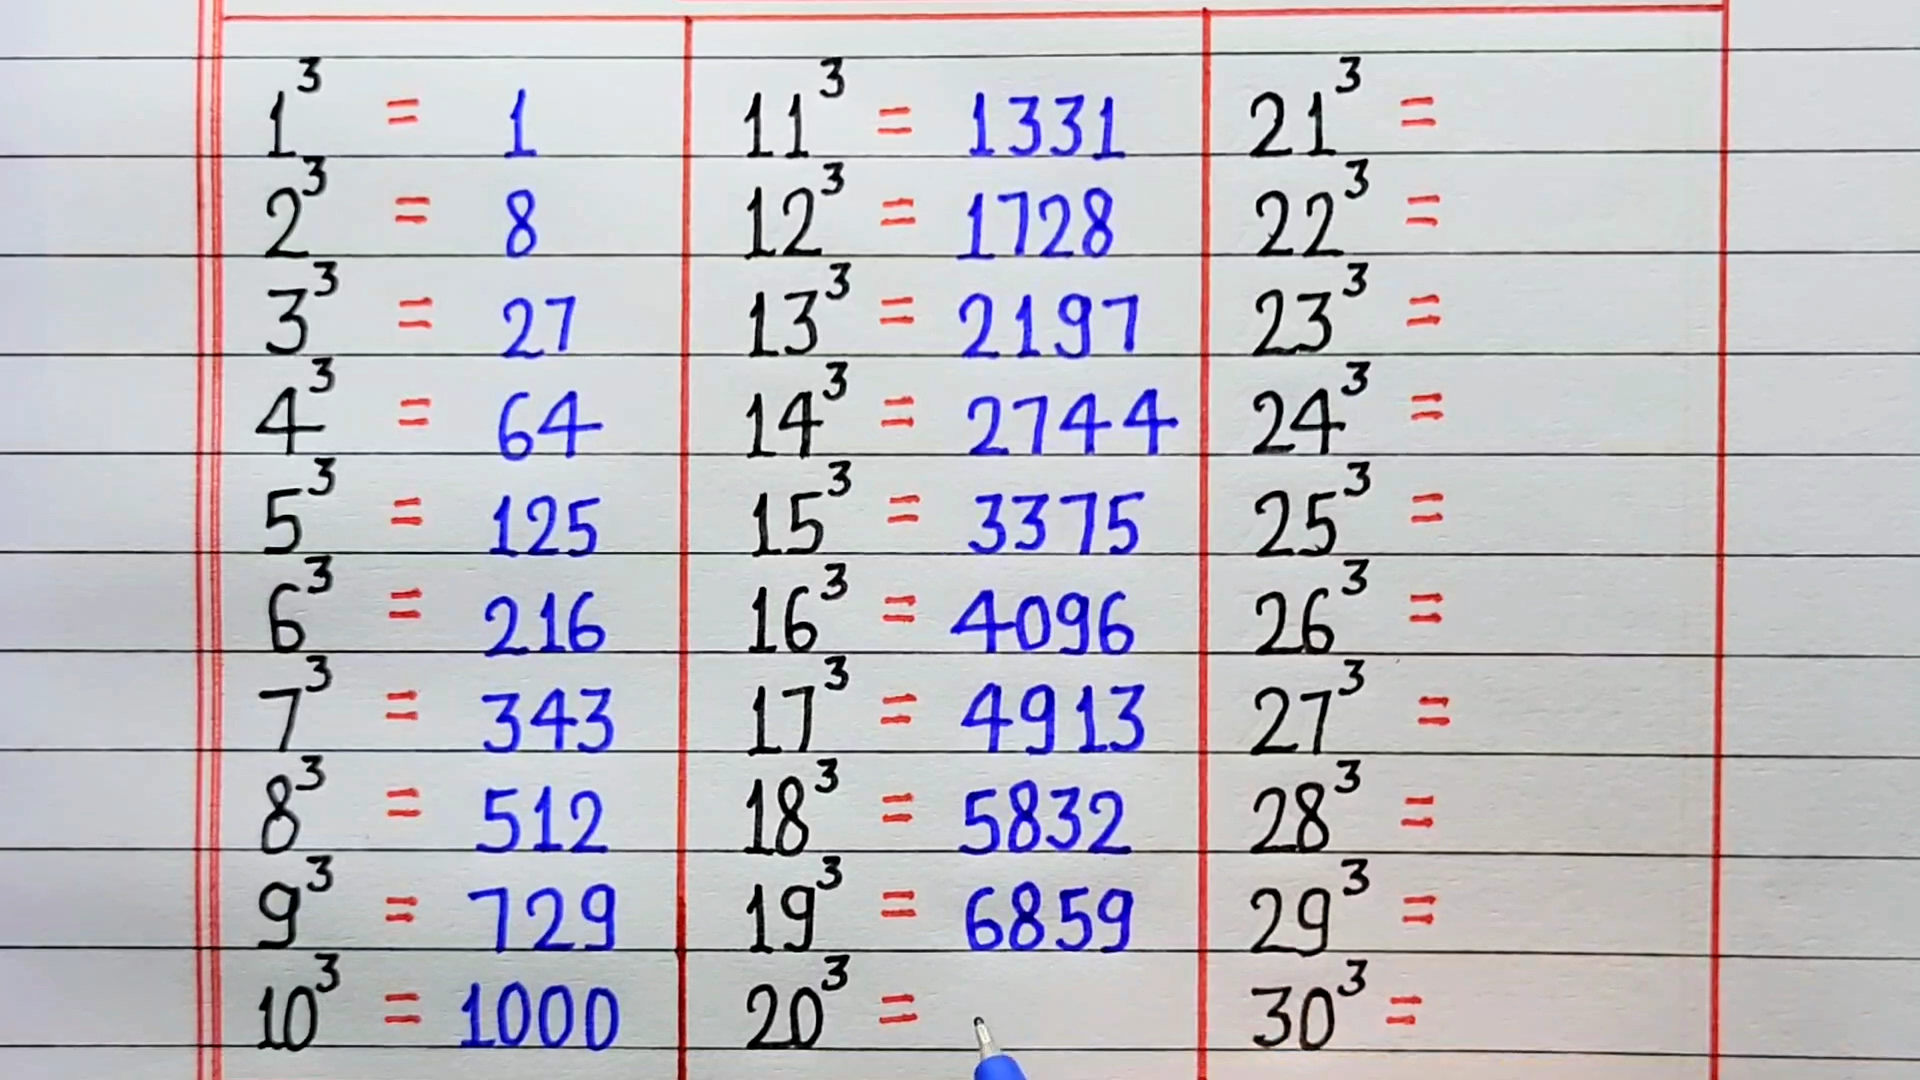 1³ = 1
2³ = 8
3³ = 27
4³ = 64
5³ = 125
6³ = 216
7³ = 343
8³ = 512
9³ = 729
10³ = 1000
11³ = 1331
12³ = 1728
13³ = 2197
14³ = 2744
15³ = 3375
16³ = 4096
17³ = 4913
18³ = 5832
19³ = 6859
20³ =
21³ =
22³ =
23³ =
24³ =
25³ =
26³ =
27³ =
28³ =
29³ =
30³ =